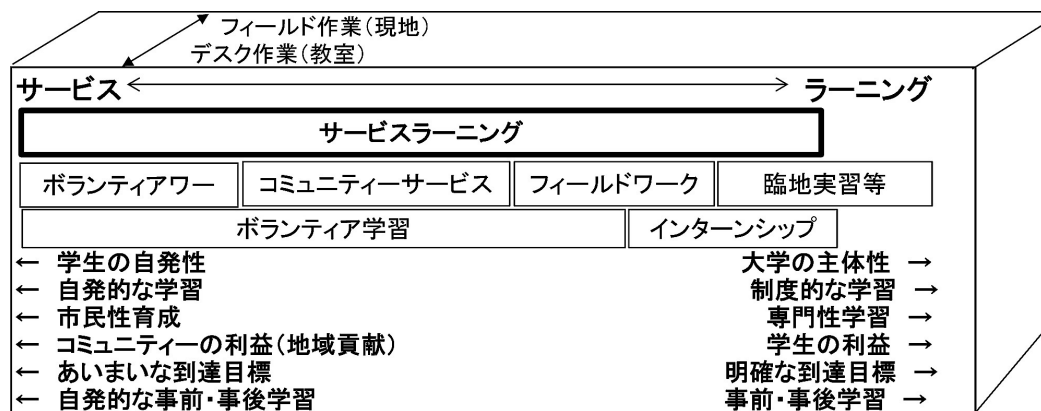 フィールド作業（現地）
デスク作業（教室）
サービス ラーニング
サービスラーニング
ボランティアワー コミュニティーサービス フィールドワーク 臨地実習等
ボランティア学習 インターンシップ
← 学生の自発性 大学の主体性 →
← 自発的な学習 制度的な学習 →
← 市民性育成 専門性学習 →
← コミュニティーの利益（地域貢献） 学生の利益 →
← あいまいな到達目標 明確な到達目標 →
← 自発的な事前・事後学習 事前・事後学習 →